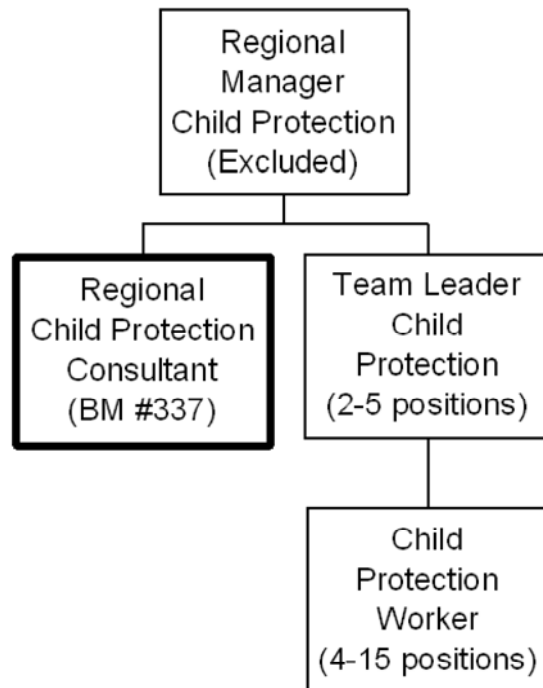 Regional
Manager
Child Protection
(Excluded)
Regional
Child Protection
Consultant
(BM #337)
Team Leader
Child
Protection
(2-5 positions)
Child
Protection
Worker
(4-15 positions)